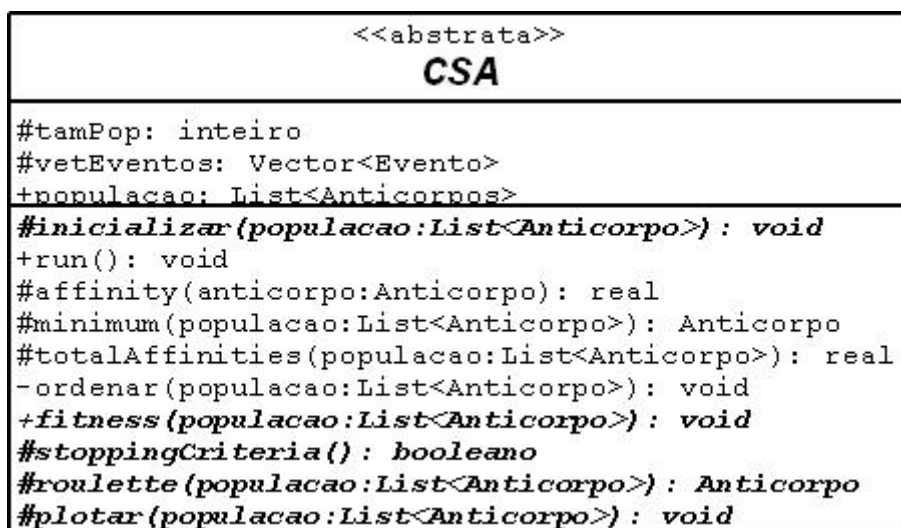 <<abstrata>>
CSA
#tamPop: inteiro
#vetEventos: Vector<Evento>
+populacao: List<Anticorpos>
#inicializar(populacao:List<Anticorpo>): void
+run(): void
#affinity(anticorpo:Anticorpo): real
#minimum(populacao:List<Anticorpo>): Anticorpo
#totalAffinities(populacao:List<Anticorpo>): real
-ordenar(populacao:List<Anticorpo>): void
+fitness(populacao:List<Anticorpo>): void
#stoppingCriteria(): booleano
#roulette(populacao:List<Anticorpo>): Anticorpo
#plotar(populacao:List<Anticorpo>): void